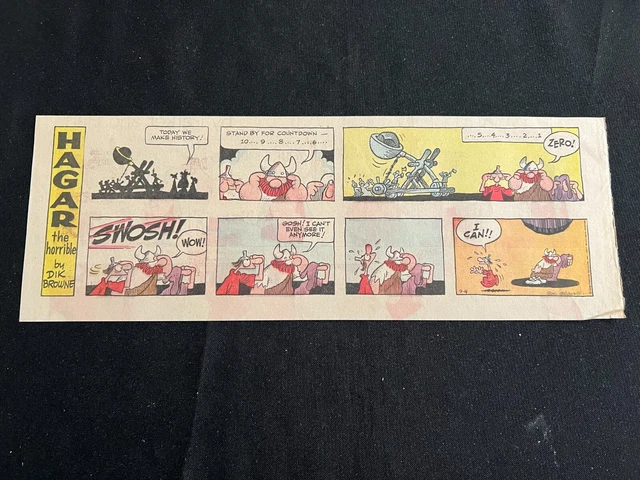 HAGAR
the
horrible
by
DIK
BROWNE
TODAY WE
MAKE HISTORY!
STAND BY FOR COUNTDOWN —
10.... 9 .... 8.... 7...6....
....5....4.... 3 ....2....1
ZERO!
SWOSH!
WOW!
GOSH! I CAN'T
EVEN SEE IT
ANYMORE!
I
CAN!!